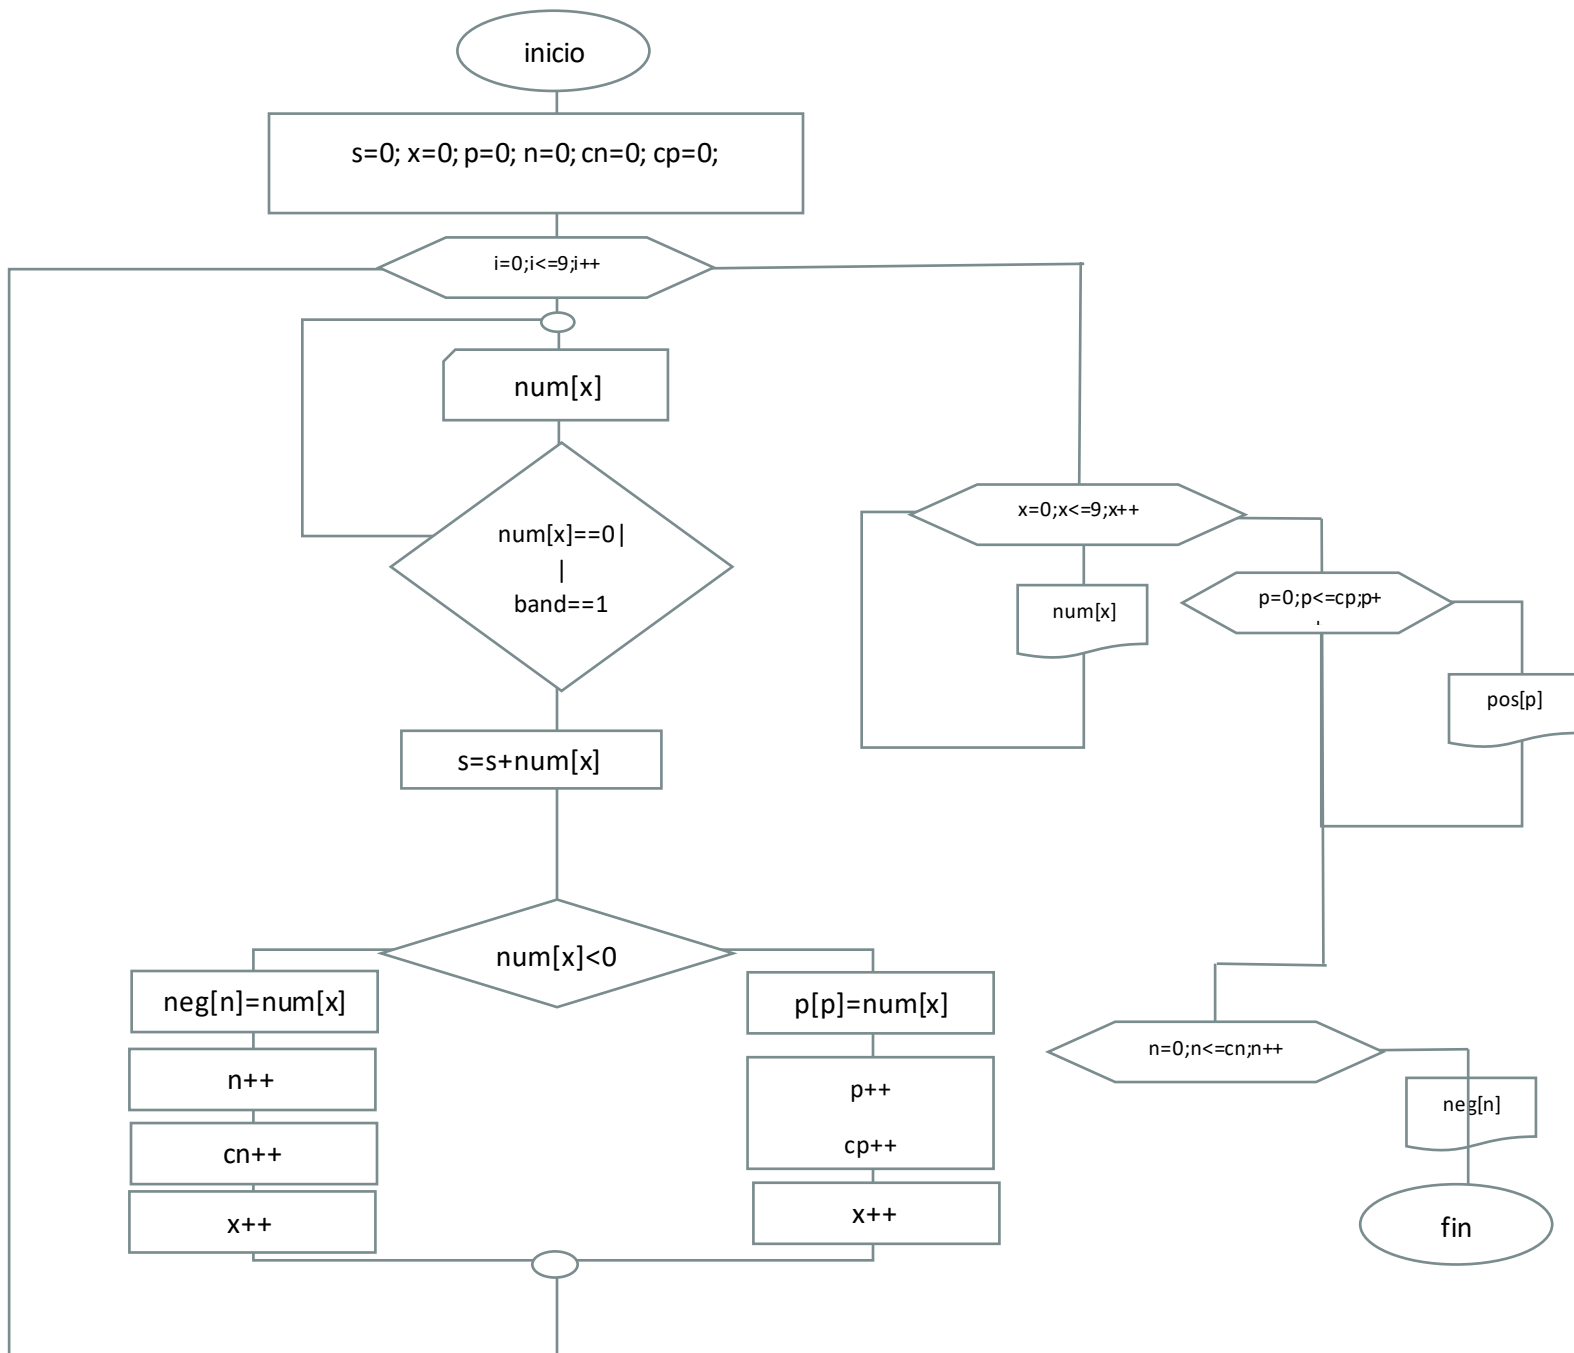 inicio
s=0; x=0; p=0; n=0; cn=0; cp=0;
i=0;i<=9;i++
num[x]
num[x]==0|
|
band==1
s=s+num[x]
num[x]<0
neg[n]=num[x]
n++
cn++
x++
p[p]=num[x]
p++
cp++
x++
x=0;x<=9;x++
num[x]
p=0;p<=cp;p+
pos[p]
n=0;n<=cn;n++
neg[n]
fin